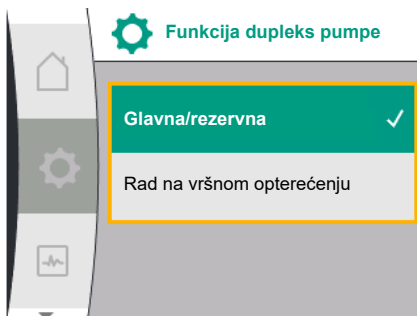 Funkcija dupleks pumpe
Glavna/rezervna
Rad na vršnom opterećenju